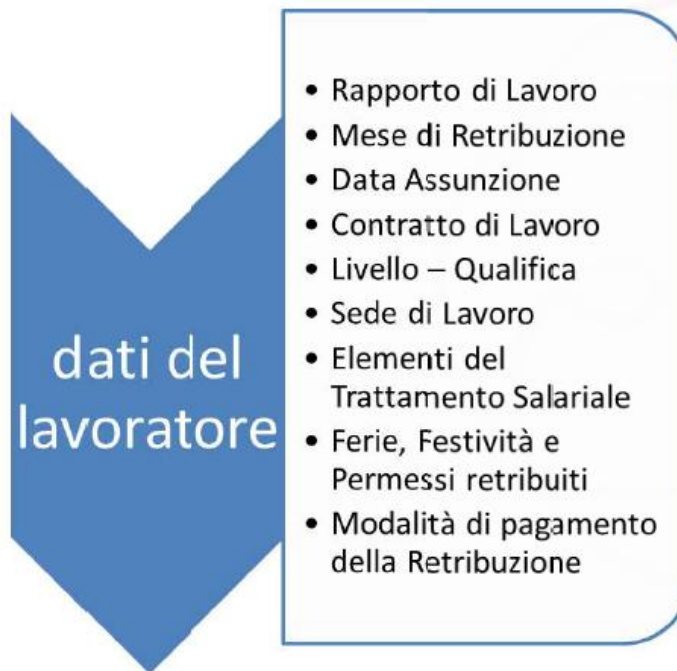 dati del
lavoratore
• Rapporto di Lavoro
• Mese di Retribuzione
• Data Assunzione
• Contratto di Lavoro
• Livello – Qualifica
• Sede di Lavoro
• Elementi del
Trattamento Salariale
• Ferie, Festività e
Permessi retribuiti
• Modalità di pagamento
della Retribuzione